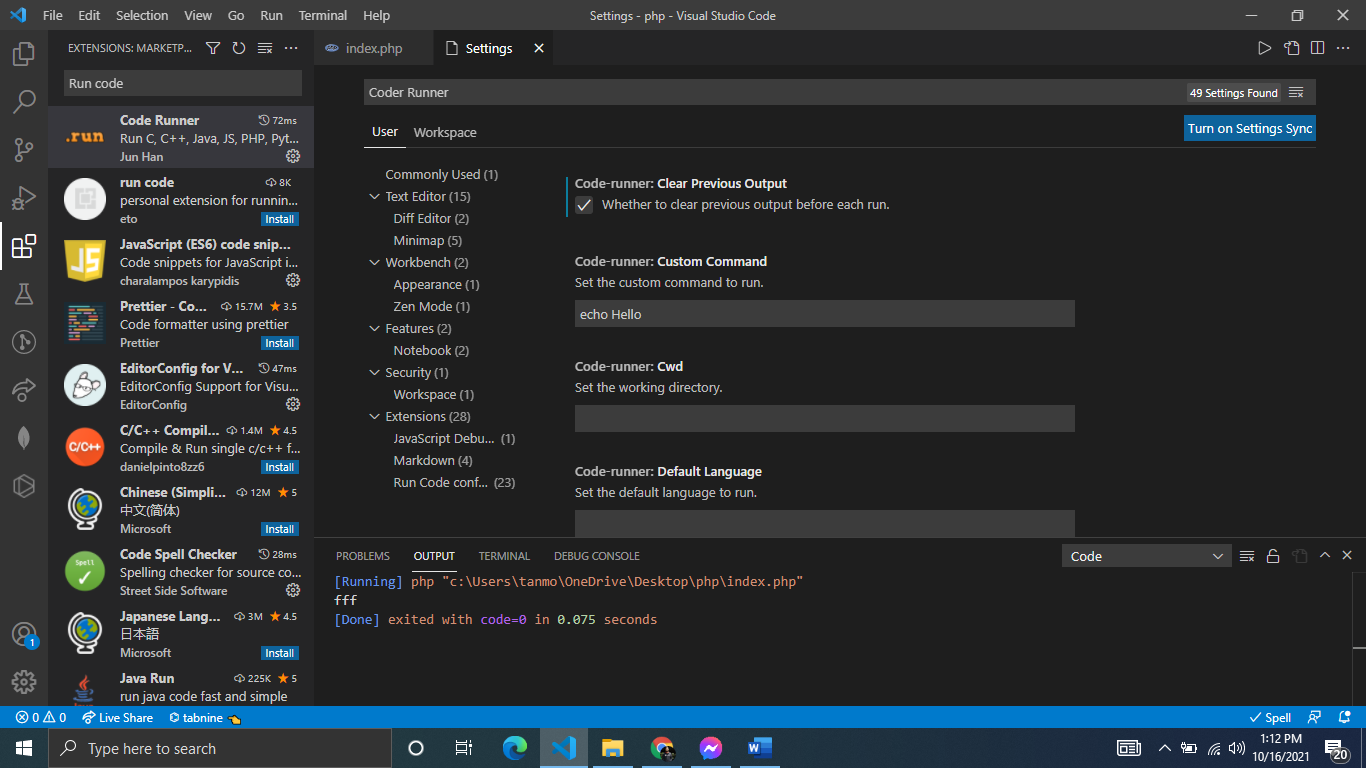 File Edit Selection View Go Run Terminal Help
Settings - php - Visual Studio Code
EXTENSIONS: MARKETP...
Run code
.run
Code Runner 72ms
Run C, C++, Java, JS, PHP, Pyt...
Jun Han
run code 8K
personal extension for runnin...
eto Install
JS
JavaScript (ES6) code snip...
Code snippets for JavaScript i...
charalampos karypidis
Prettier - Co... 15.7M ★ 3.5
Code formatter using prettier
Prettier Install
EditorConfig for V... 47ms
EditorConfig Support for Visu...
EditorConfig
C/C++
C/C++ Compil... 1.4M ★ 4.5
Compile & Run single c/c++ f...
danielpinto8zz6 Install
Chinese (Simpli... 12M ★ 5
中文(简体)
Microsoft Install
Spell
Code Spell Checker 28ms
Spelling checker for source co...
Street Side Software
Japanese Lang... 3M ★ 4.5
日本語
Microsoft Install
Java Run 225K ★ 5
run java code fast and simple
1
index.php Settings
Coder Runner 49 Settings Found
User Workspace Turn on Settings Sync
Commonly Used (1)
Text Editor (15)
Diff Editor (2)
Minimap (5)
Workbench (2)
Appearance (1)
Zen Mode (1)
Features (2)
Notebook (2)
Security (1)
Workspace (1)
Extensions (28)
JavaScript Debu... (1)
Markdown (4)
Run Code conf... (23)
Code-runner: Clear Previous Output
Whether to clear previous output before each run.
Code-runner: Custom Command
Set the custom command to run.
echo Hello
Code-runner: Cwd
Set the working directory.
Code-runner: Default Language
Set the default language to run.
PROBLEMS OUTPUT TERMINAL DEBUG CONSOLE Code
[Running] php "c:\Users\tanmo\OneDrive\Desktop\php\index.php"
fff
[Done] exited with code=0 in 0.075 seconds
0 0 Live Share tabnine Spell
Type here to search
W
1:12 PM
10/16/2021
20